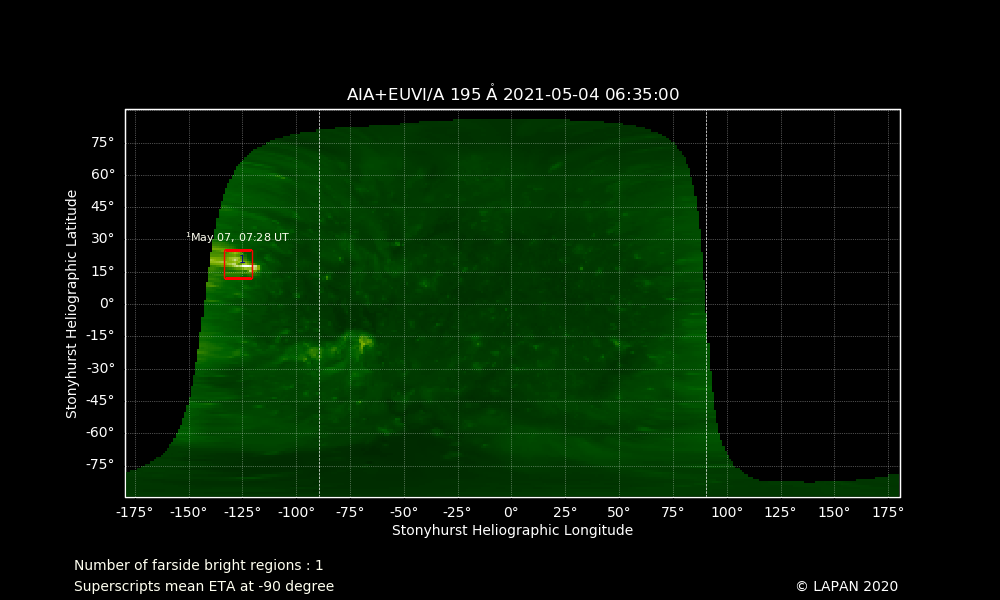 AIA+EUVI/A 195 Å 2021-05-04 06:35:00
Stonyhurst Heliographic Latitude
75°
60°
45°
30°
15°
0°
-15°
-30°
-45°
-60°
-75°
¹May 07, 07:28 UT
1
-175° -150° -125° -100° -75° -50° -25° 0° 25° 50° 75° 100° 125° 150° 175°
Stonyhurst Heliographic Longitude
Number of farside bright regions : 1
Superscripts mean ETA at -90 degree
© LAPAN 2020